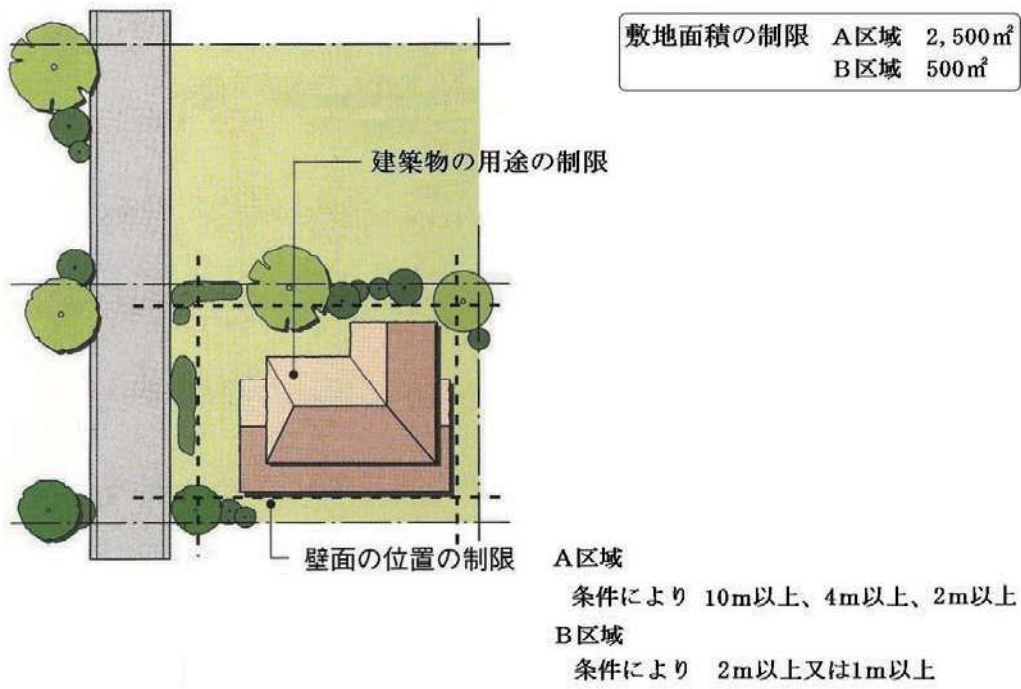 敷地面積の制限 A区域 2,500㎡
B区域 500㎡
建築物の用途の制限
壁面の位置の制限
A区域
条件により 10m以上、4m以上、2m以上
B区域
条件により 2m以上又は1m以上